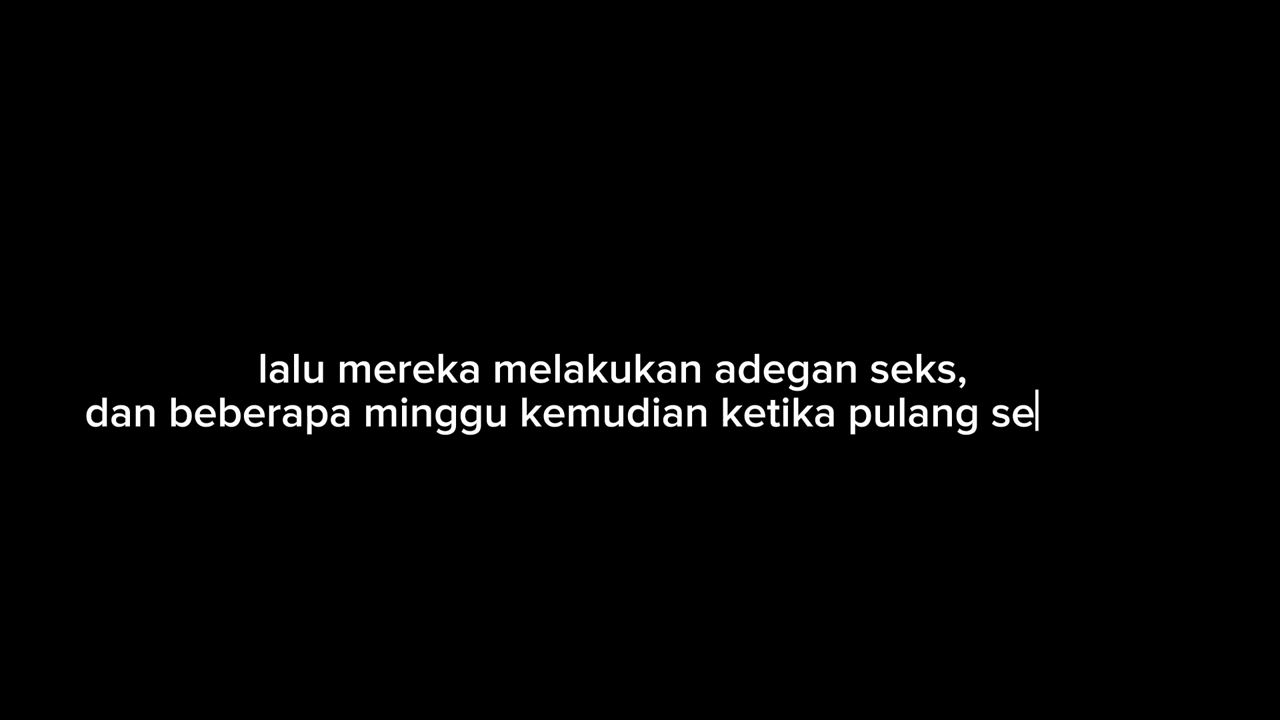 lalu mereka melakukan adegan seks,
dan beberapa minggu kemudian ketika pulang se